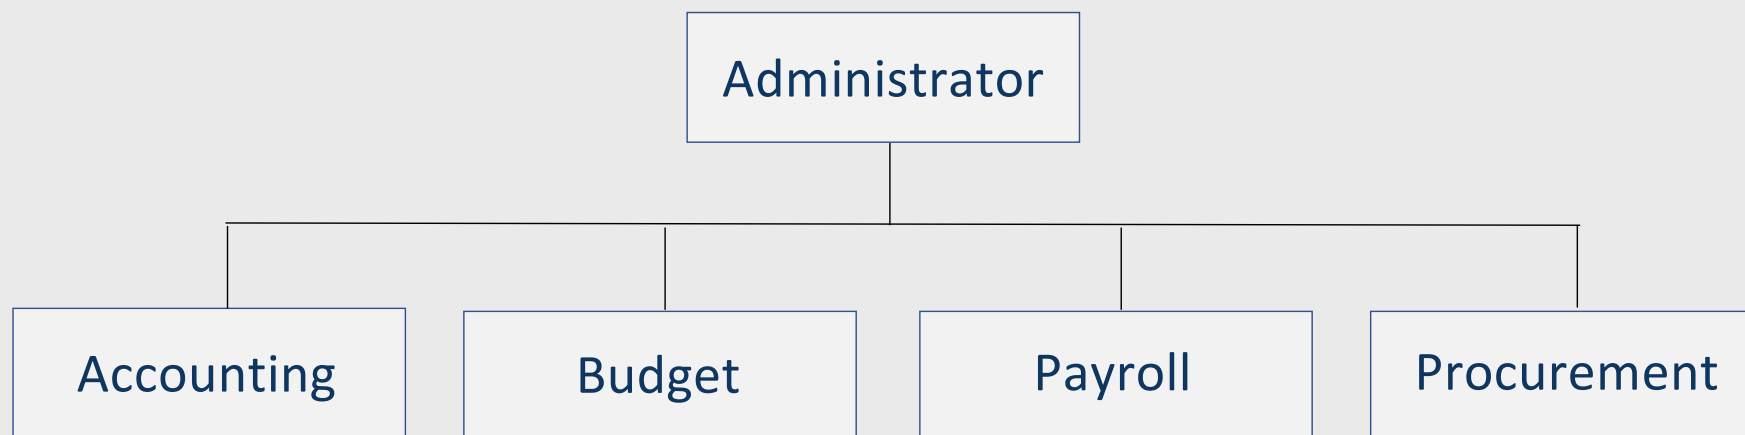 Administrator
Accounting
Budget
Payroll
Procurement